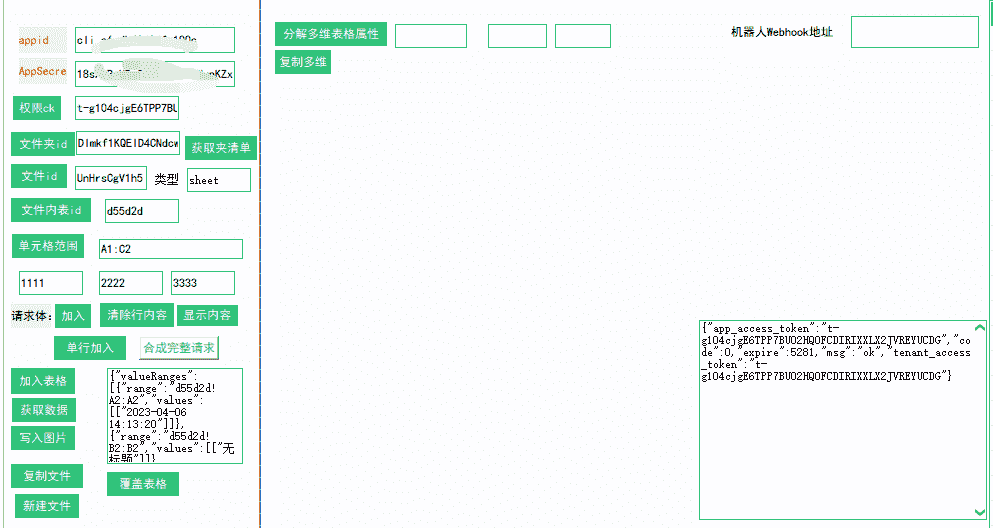 appid
cli_
AppSecre
18s
pKZx
权限ck
t-g104cjgE6TPP7BU
文件夹id
DImkf1KQEID4CNdcw
获取夹清单
文件id
UnHrsCgV1h5
类型
sheet
文件内表id
d55d2d
单元格范围
A1:C2
1111
2222
3333
请求体:
加入
清除行内容
显示内容
单行加入
合成完整请求
加入表格
获取数据
写入图片
复制文件
新建文件
{"valueRanges":
[{"range":"d55d2d!
A2:A2","values":
[["2023-04-06
14:13:20"]]},
{"range":"d55d2d!
B2:B2","values":[["无
标题"]]}
覆盖表格
分解多维表格属性
复制多维
机器人Webhook地址
{"app_access_token":"t-
g104cjgE6TPP7BUO2HQOFCDIRIXXLX2JVREYUCDG","co
de":0,"expire":5281,"msg":"ok","tenant_access
_token":"t-
g104cjgE6TPP7BUO2HQOFCDIRIXXLX2JVREYUCDG"}